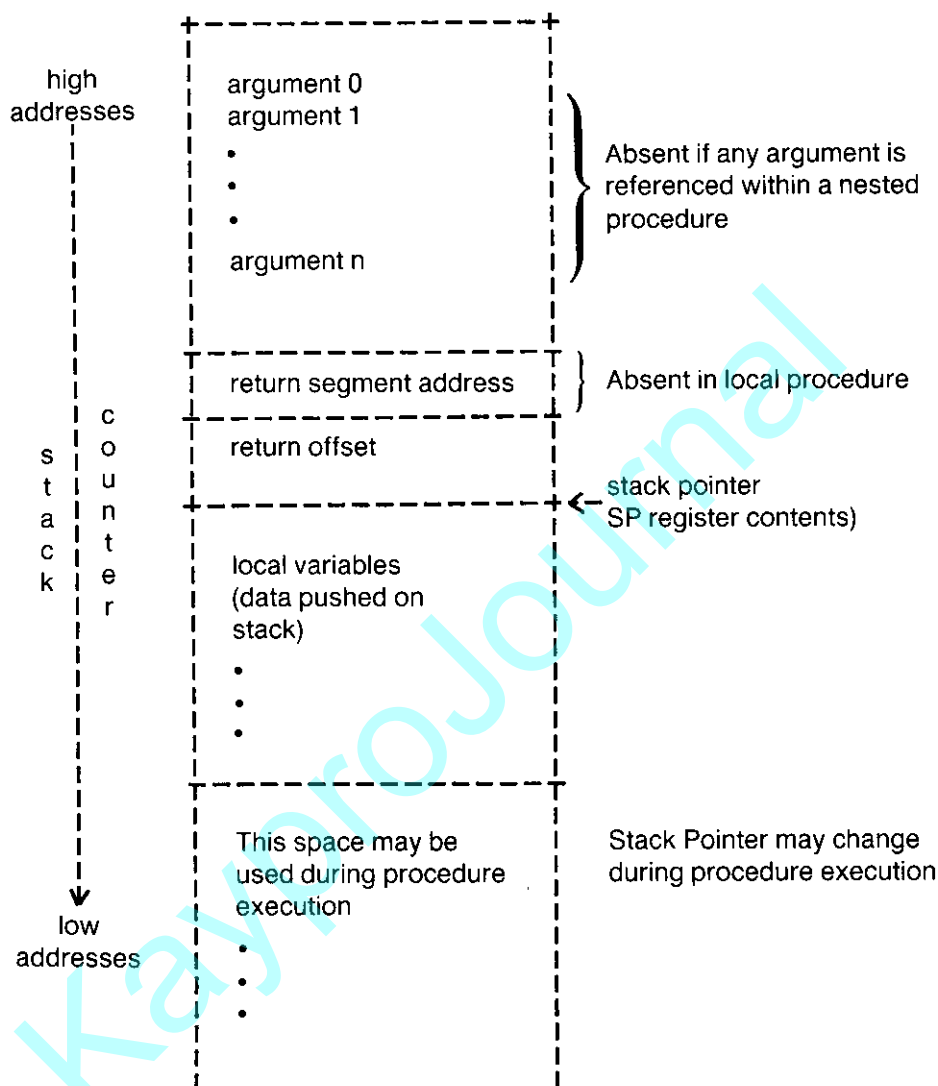 high
addresses
argument 0
argument 1
•
•
•
argument n
Absent if any argument is
referenced within a nested
procedure
return segment address
Absent in local procedure
return offset
stack
counter
stack pointer
SP register contents)
local variables
(data pushed on
stack)
•
•
•
This space may be
used during procedure
execution
•
•
•
Stack Pointer may change
during procedure execution
low
addresses
KayproJournal